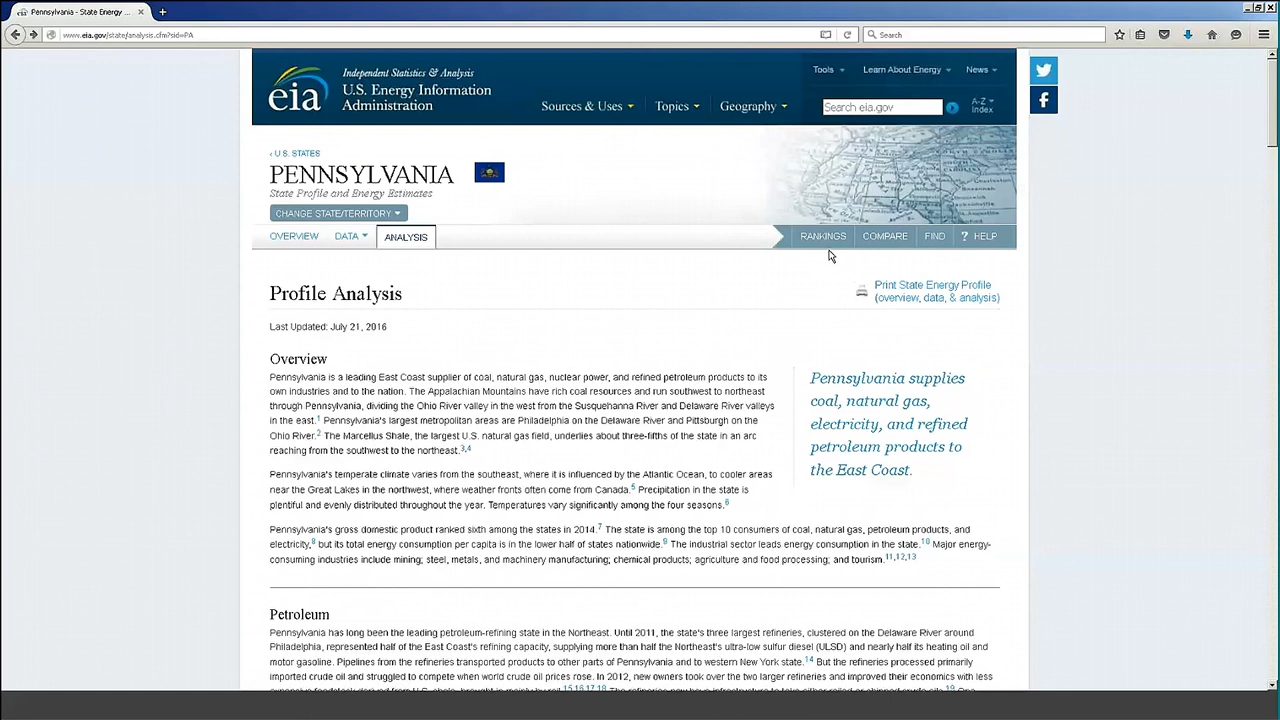 Pennsylvania - State Energy ...
www.eia.gov/state/analysis.cfm?sid=PA
Search
eia
Independent Statistics & Analysis
U.S. Energy Information
Administration
Sources & Uses
Topics
Geography
Tools
Learn About Energy
News
Search eia.gov
A-Z
Index
‹ U.S. STATES
PENNSYLVANIA
State Profile and Energy Estimates
CHANGE STATE/TERRITORY
OVERVIEW
DATA
ANALYSIS
RANKINGS
COMPARE
FIND
? HELP
Profile Analysis
Print State Energy Profile
(overview, data, & analysis)
Last Updated: July 21, 2016
Overview
Pennsylvania is a leading East Coast supplier of coal, natural gas, nuclear power, and refined petroleum products to its
own industries and to the nation. The Appalachian Mountains have rich coal resources and run southwest to northeast
through Pennsylvania, dividing the Ohio River valley in the west from the Susquehanna River and Delaware River valleys
in the east.1 Pennsylvania's largest metropolitan areas are Philadelphia on the Delaware River and Pittsburgh on the
Ohio River.2 The Marcellus Shale, the largest U.S. natural gas field, underlies about three-fifths of the state in an arc
reaching from the southwest to the northeast.3,4
Pennsylvania's temperate climate varies from the southeast, where it is influenced by the Atlantic Ocean, to cooler areas
near the Great Lakes in the northwest, where weather fronts often come from Canada.5 Precipitation in the state is
plentiful and evenly distributed throughout the year. Temperatures vary significantly among the four seasons.6
Pennsylvania supplies
coal, natural gas,
electricity, and refined
petroleum products to
the East Coast.
Pennsylvania's gross domestic product ranked sixth among the states in 2014.7 The state is among the top 10 consumers of coal, natural gas, petroleum products, and
electricity,8 but its total energy consumption per capita is in the lower half of states nationwide.9 The industrial sector leads energy consumption in the state.10 Major energy-
consuming industries include mining; steel, metals, and machinery manufacturing; chemical products; agriculture and food processing; and tourism.11,12,13
Petroleum
Pennsylvania has long been the leading petroleum-refining state in the Northeast. Until 2011, the state's three largest refineries, clustered on the Delaware River around
Philadelphia, represented half of the East Coast's refining capacity, supplying more than half the Northeast's ultra-low sulfur diesel (ULSD) and nearly half its heating oil and
motor gasoline. Pipelines from the refineries transported products to other parts of Pennsylvania and to western New York state.14 But the refineries processed primarily
imported crude oil and struggled to compete when world crude oil prices rose. In 2012, new owners took over the two larger refineries and improved their economics with less